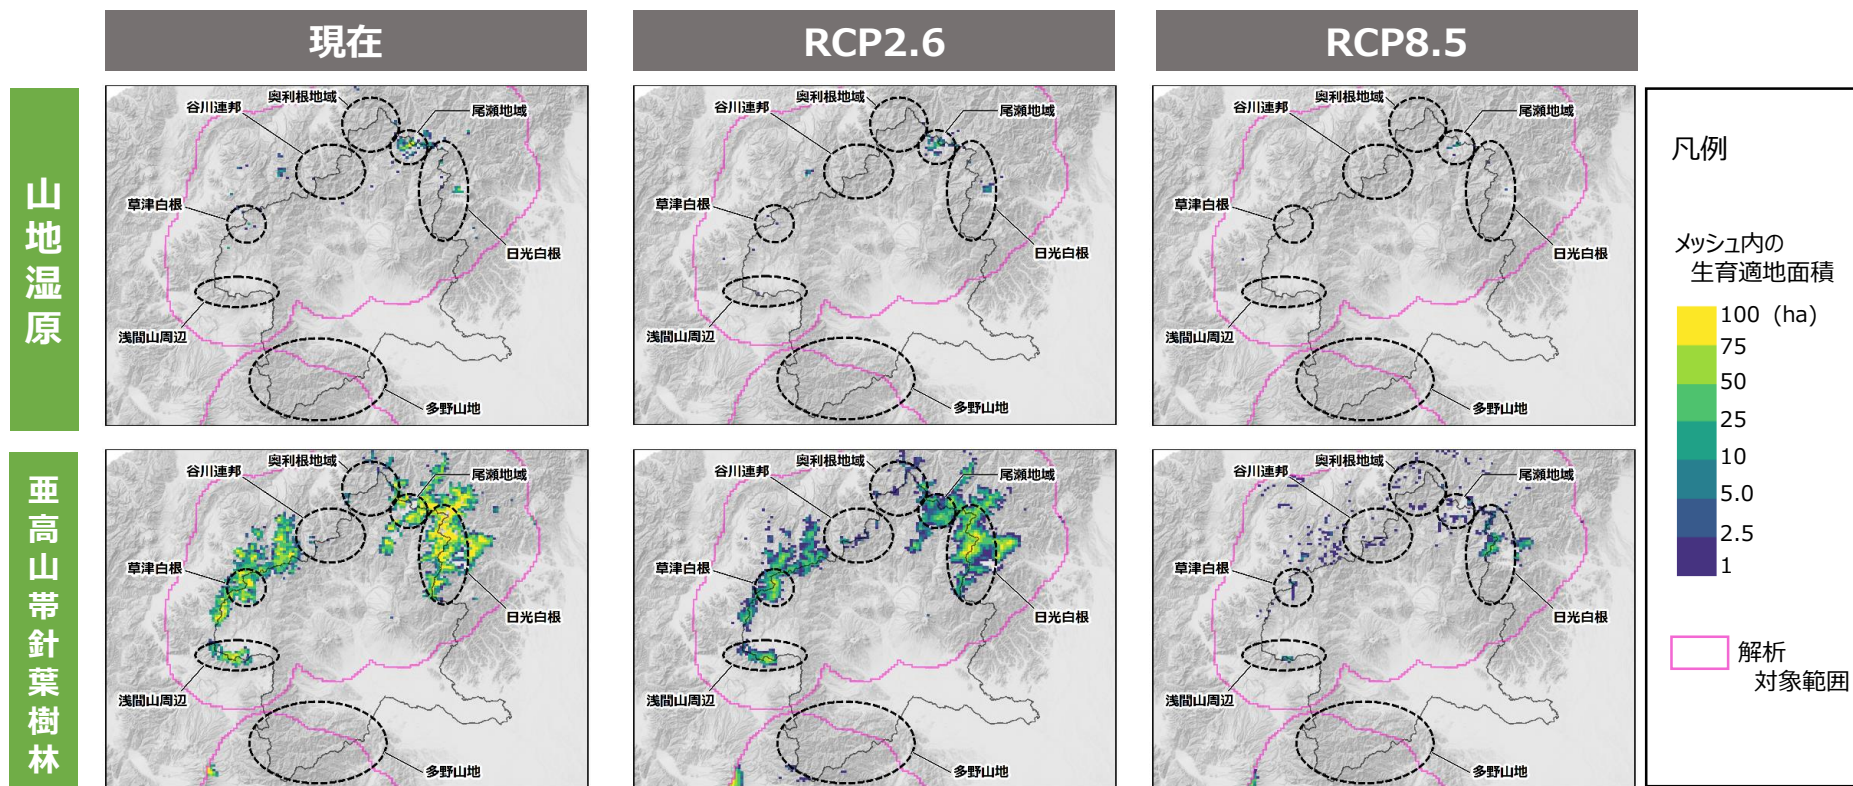 現在
RCP2.6
RCP8.5
山地湿原
谷川連邦
奥利根地域
尾瀬地域
草津白根
日光白根
浅間山周辺
多野山地
谷川連邦
奥利根地域
尾瀬地域
草津白根
日光白根
浅間山周辺
多野山地
谷川連邦
奥利根地域
尾瀬地域
草津白根
日光白根
浅間山周辺
多野山地
亜高山帯針葉樹林
谷川連邦
奥利根地域
尾瀬地域
草津白根
日光白根
浅間山周辺
多野山地
谷川連邦
奥利根地域
尾瀬地域
草津白根
日光白根
浅間山周辺
多野山地
谷川連邦
奥利根地域
尾瀬地域
草津白根
日光白根
浅間山周辺
多野山地
凡例
メッシュ内の
生育適地面積
100 (ha)
75
50
25
10
5.0
2.5
1
解析
対象範囲